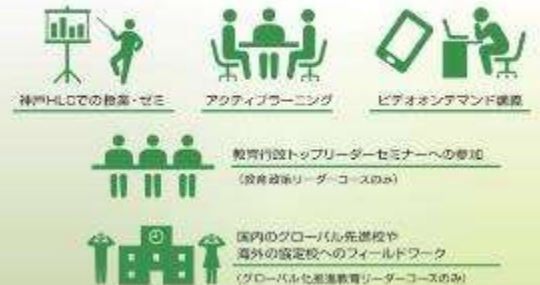 神戸HLCでの授業・ゼミ
アクティブラーニング
ビデオオンデマンド講義
教育行政トップリーダーセミナーへの参加
(教育政策リーダーコースのみ)
国内のグローバル先進校や
海外の協定校へのフィールドワーク
(グローバル化推進教育リーダーコースのみ)